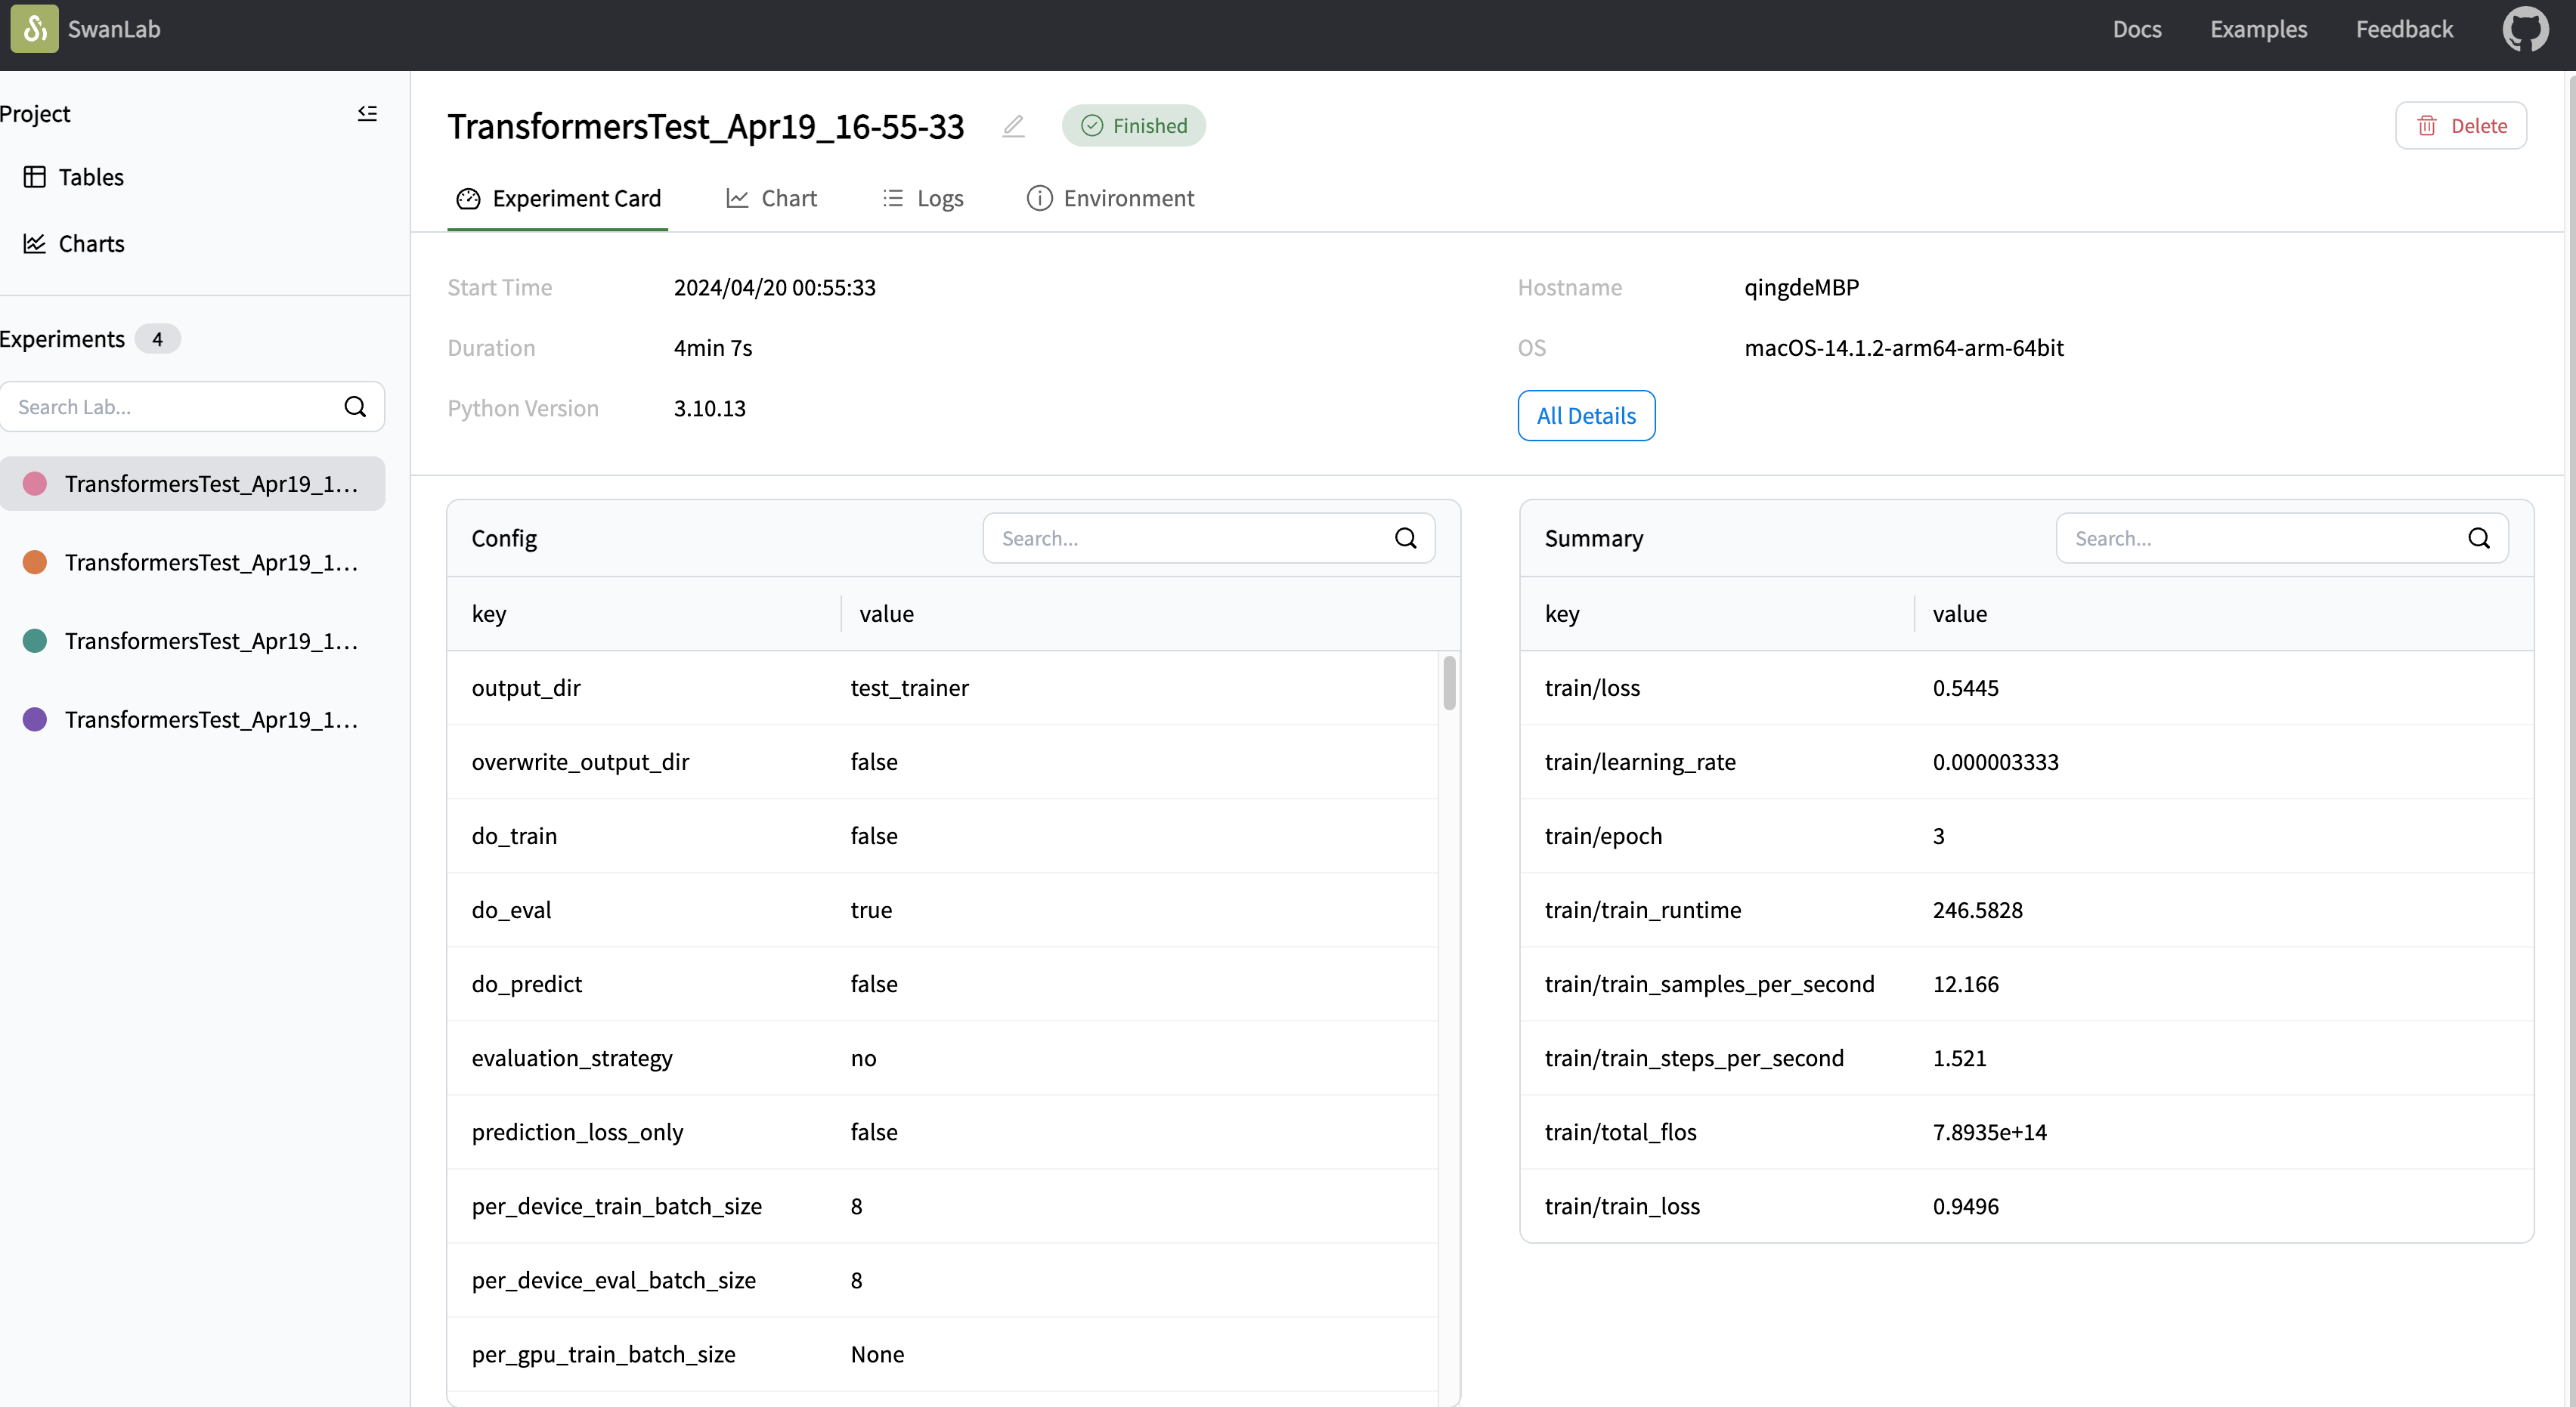 SwanLab
Docs
Examples
Feedback
Project
Tables
Charts
Experiments 4
Search Lab...
TransformersTest_Apr19_1...
TransformersTest_Apr19_1...
TransformersTest_Apr19_1...
TransformersTest_Apr19_1...
TransformersTest_Apr19_16-55-33
Finished
Delete
Experiment Card
Chart
Logs
Environment
Start Time 2024/04/20 00:55:33
Duration 4min 7s
Python Version 3.10.13
Hostname qingdeMBP
OS macOS-14.1.2-arm64-arm-64bit
All Details
Config
Search...
key value
output_dir test_trainer
overwrite_output_dir false
do_train false
do_eval true
do_predict false
evaluation_strategy no
prediction_loss_only false
per_device_train_batch_size 8
per_device_eval_batch_size 8
per_gpu_train_batch_size None
Summary
Search...
key value
train/loss 0.5445
train/learning_rate 0.000003333
train/epoch 3
train/train_runtime 246.5828
train/train_samples_per_second 12.166
train/train_steps_per_second 1.521
train/total_flos 7.8935e+14
train/train_loss 0.9496